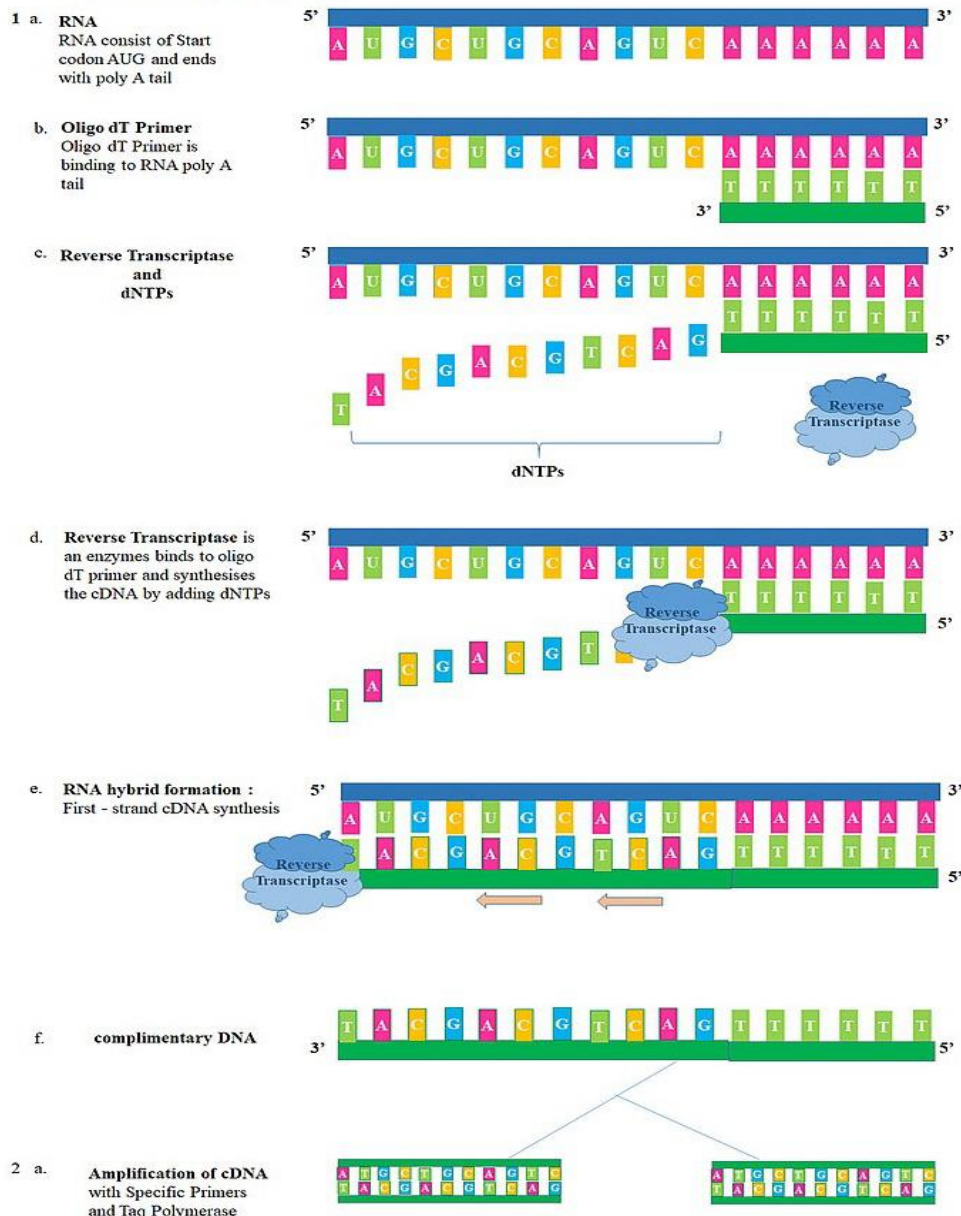 5’ 3’
1 a. RNA
RNA consist of Start
codon AUG and ends
with poly A tail
A U G C U G C A G U C A A A A A A
b. Oligo dT Primer
Oligo dT Primer is
binding to RNA poly A
tail
5’ 3’
A U G C U G C A G U C A A A A A A
T T T T T T
3’ 5’
c. Reverse Transcriptase
and
dNTPs
5’ 3’
A U G C U G C A G U C A A A A A A
T T T T T T
5’
T A C G A C G T C A G
Reverse
Transcriptase
dNTPs
d. Reverse Transcriptase is
an enzymes binds to oligo
dT primer and synthesises
the cDNA by adding dNTPs
5’ 3’
A U G C U G C A G U C A A A A A A
T T T T T T
5’
Reverse
Transcriptase
T A C G A C G T
e. RNA hybrid formation :
First - strand cDNA synthesis
5’ 3’
A U G C U G C A G U C A A A A A A
A C G A C G T C A G T T T T T T
5’
Reverse
Transcriptase
f. complimentary DNA
T A C G A C G T C A G T T T T T T
3’ 5’
2 a. Amplification of cDNA
with Specific Primers
and Taq Polymerase
A T G C T G C A G T C
T A C G A C G T C A G
A T G C T G C A G T C
T A C G A C G T C A G